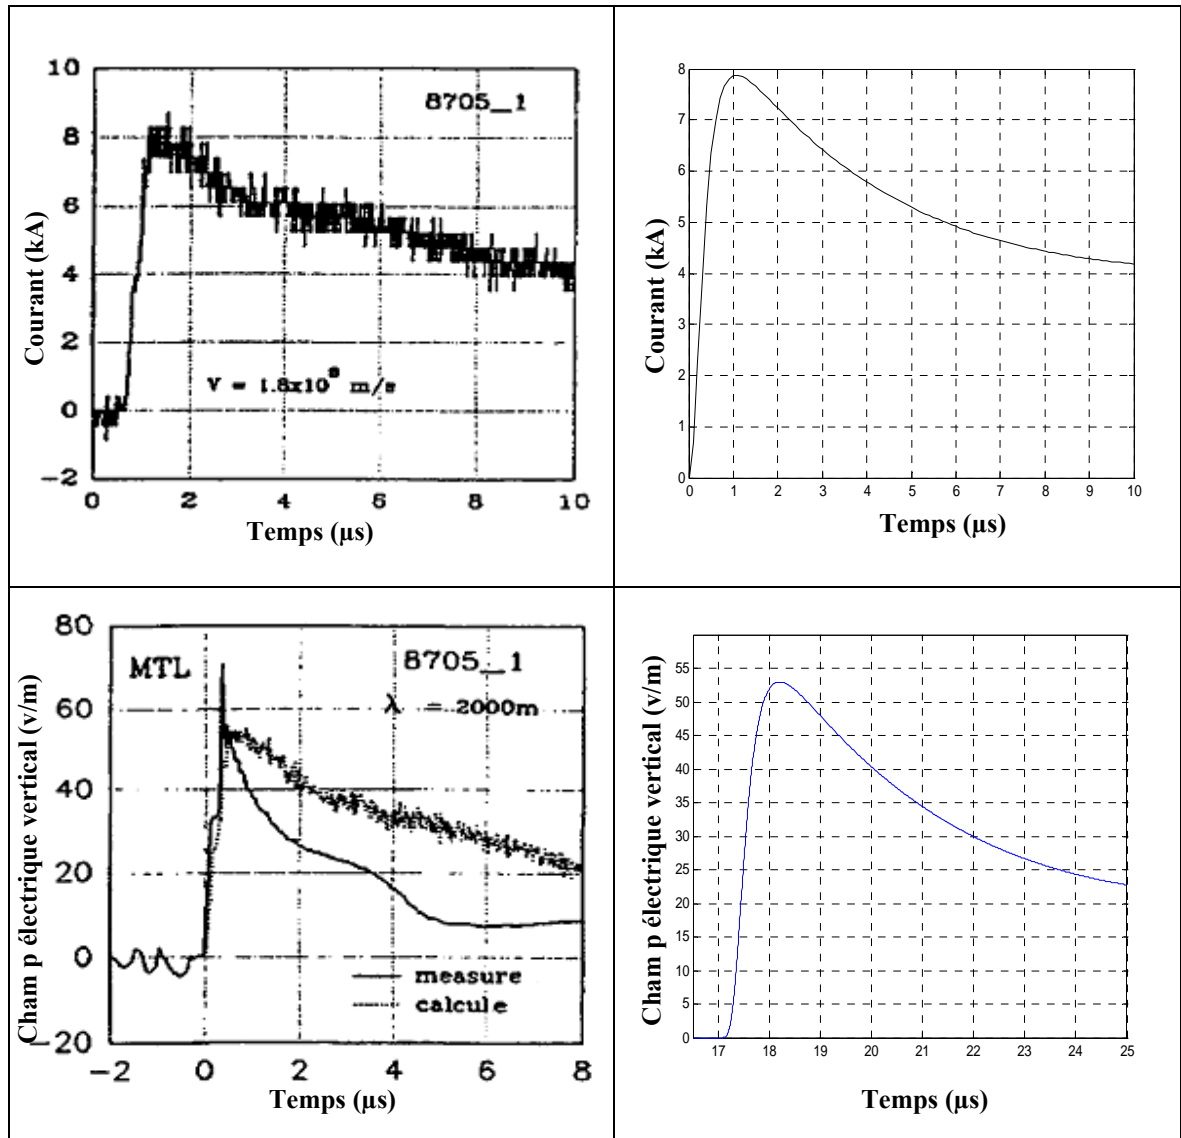 10
8
6
4
2
0
−2
0 2 4 6 8 10
8705_1
V = 1.8x10⁸ m/s
Courant (kA)
Temps (µs)
8
7
6
5
4
3
2
1
0
0 1 2 3 4 5 6 7 8 9 10
Courant (kA)
Temps (µs)
80
60
40
20
0
−20
−2 0 2 4 6 8
MTL 8705_1
λ = 2000m
measure
calcule
Cham p électrique vertical (v/m)
Temps (µs)
55
50
45
40
35
30
25
20
15
10
5
0
17 18 19 20 21 22 23 24 25
Cham p électrique vertical (v/m)
Temps (µs)